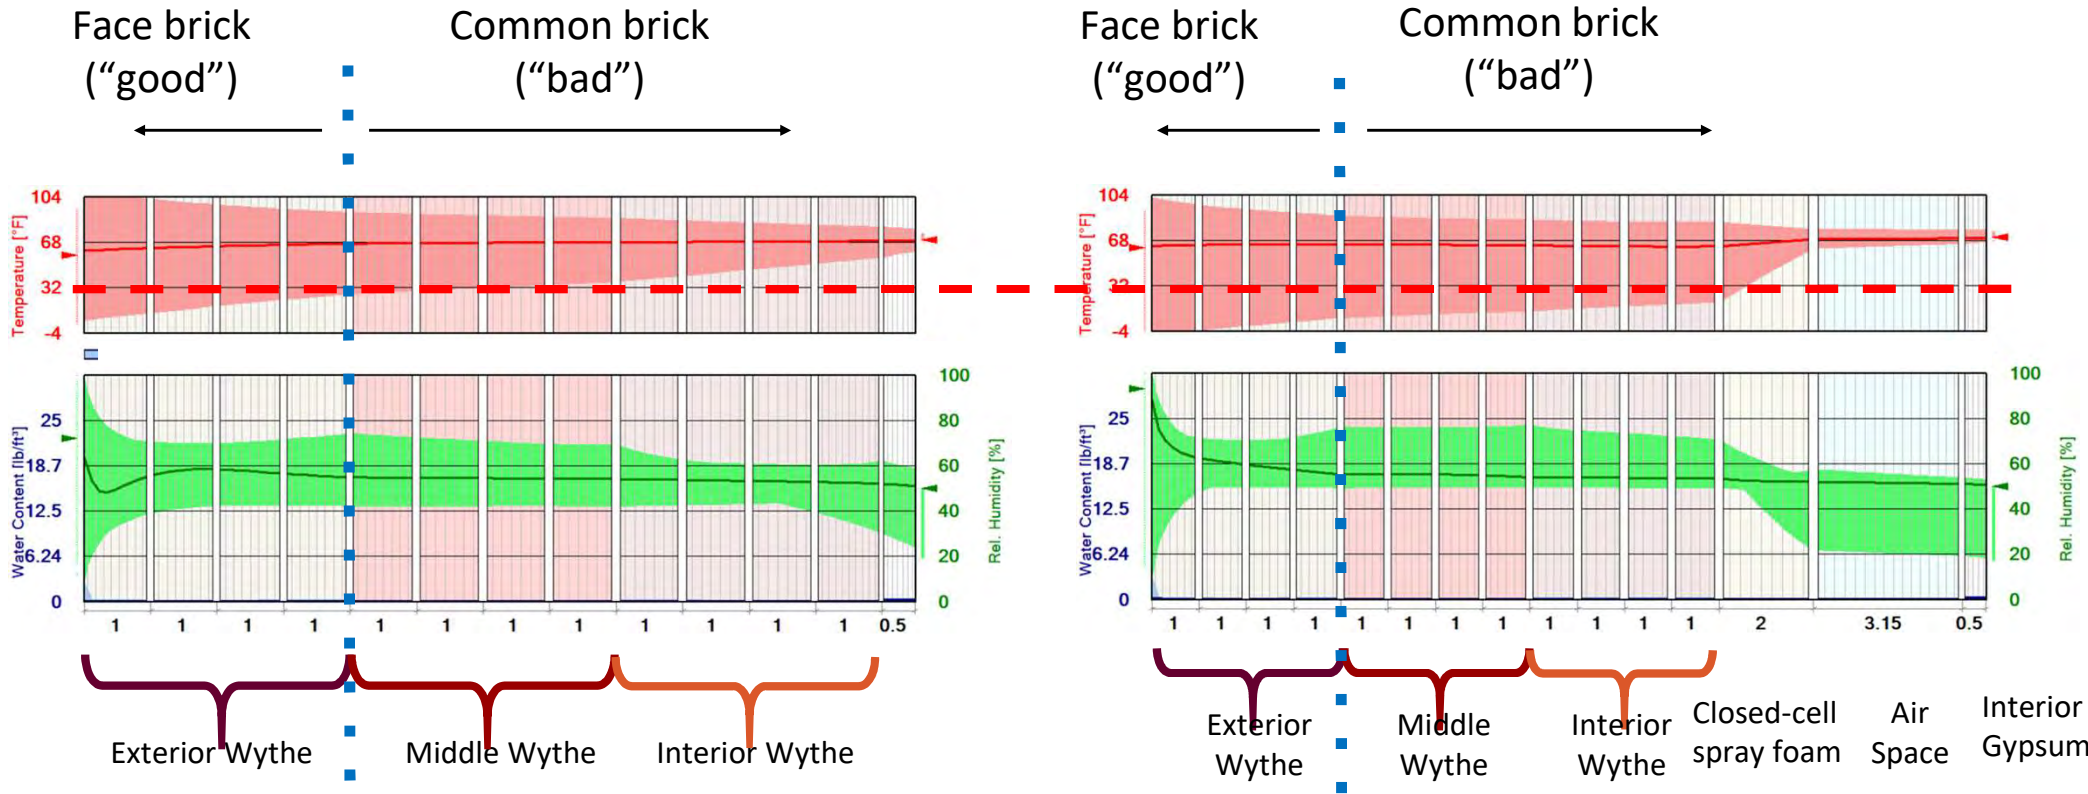 Face brick
(“good”)
Common brick
(“bad”)
Face brick
(“good”)
Common brick
(“bad”)
Temperature [°F]
104
68
32
-4
Water Content [lb/ft³]
25
18.7
12.5
6.24
0
100
80
60
40
20
0
Rel. Humidity [%]
1 1 1 1 1 1 1 1 1 1 1 1 0.5
Exterior Wythe
Middle Wythe
Interior Wythe
Temperature [°F]
104
68
32
-4
Water Content [lb/ft³]
25
18.7
12.5
6.24
0
100
80
60
40
20
0
Rel. Humidity [%]
1 1 1 1 1 1 1 1 1 1 1 1 2 3.15 0.5
Exterior
Wythe
Middle
Wythe
Interior
Wythe
Closed-cell
spray foam
Air
Space
Interior
Gypsum